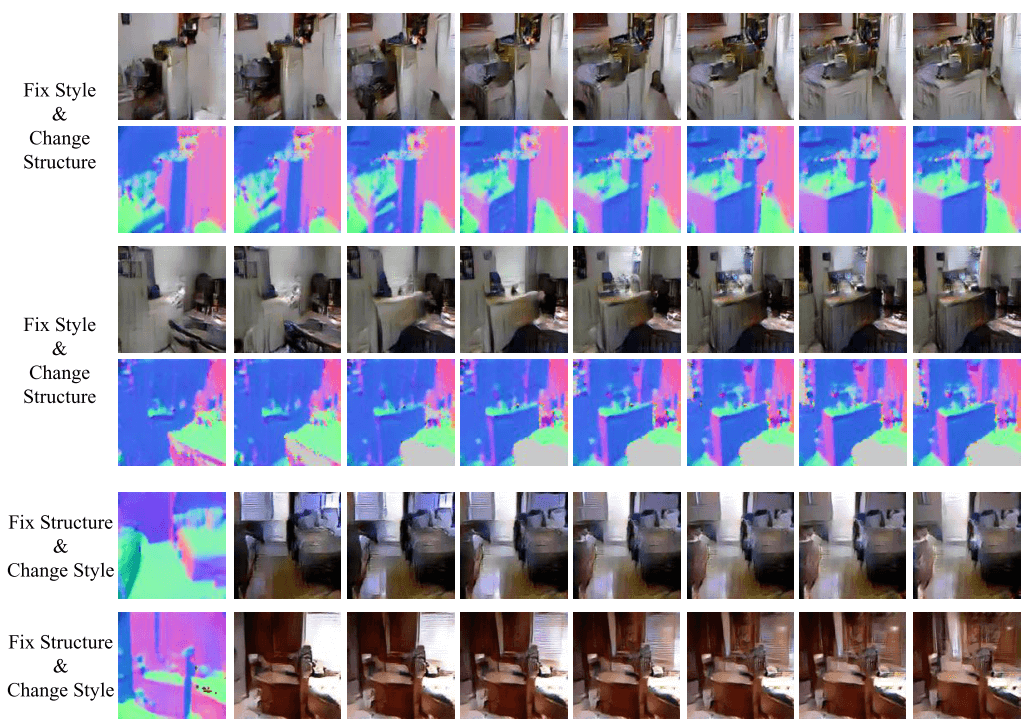 Fix Style
&
Change
Structure
Fix Style
&
Change
Structure
Fix Structure
&
Change Style
Fix Structure
&
Change Style